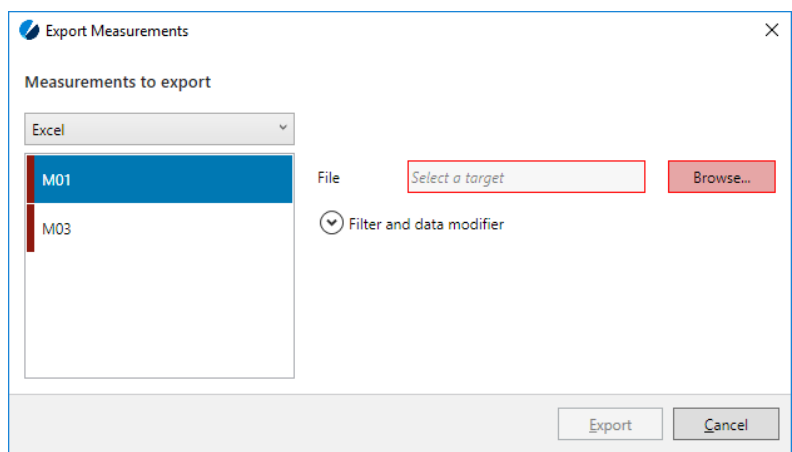 Export Measurements
Measurements to export
Excel
M01
M03
File Select a target Browse...
Filter and data modifier
Export Cancel